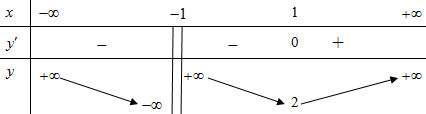 x −∞ −1 1 +∞
y′ − − 0 +
y +∞ −∞ +∞ 2 +∞